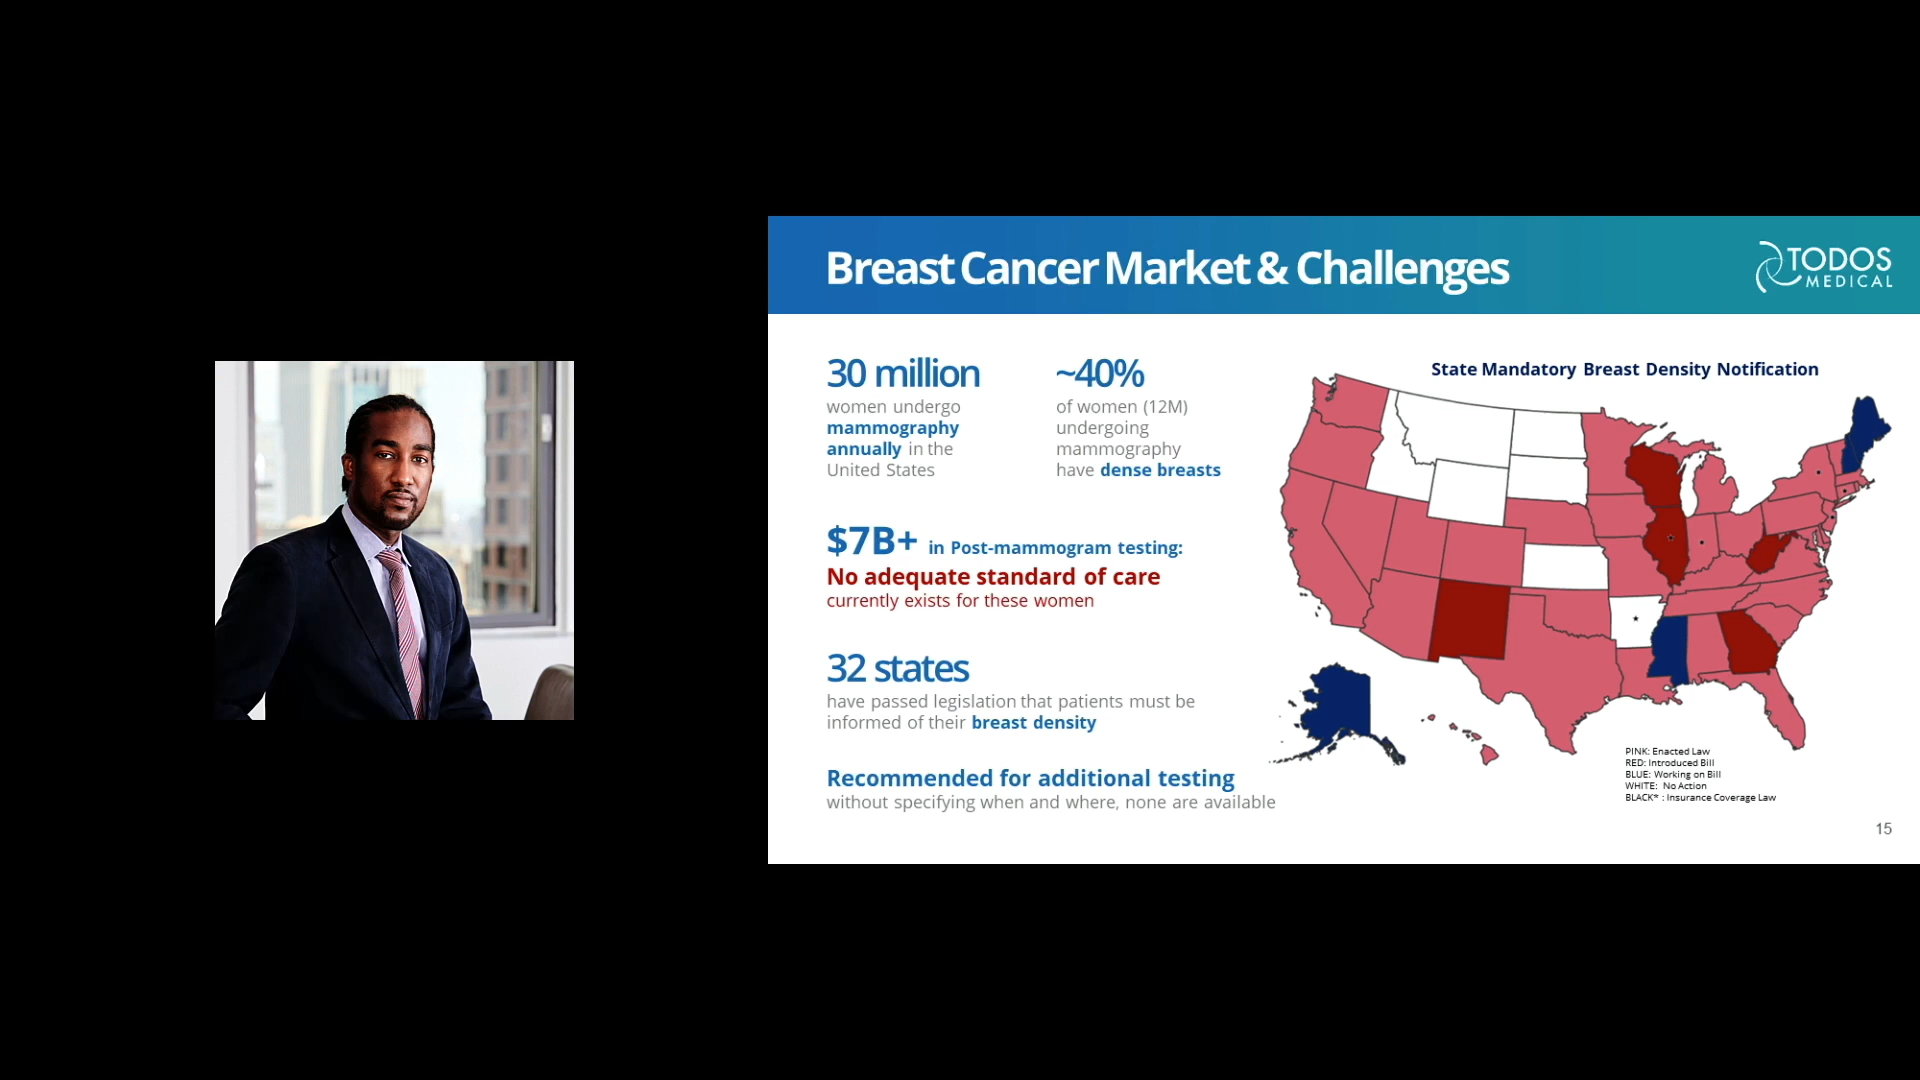 Breast Cancer Market & Challenges
TODOS
MEDICAL
30 million
women undergo
mammography
annually in the
United States
~40%
of women (12M)
undergoing
mammography
have dense breasts
$7B+ in Post-mammogram testing:
No adequate standard of care
currently exists for these women
32 states
have passed legislation that patients must be
informed of their breast density
Recommended for additional testing
without specifying when and where, none are available
State Mandatory Breast Density Notification
PINK: Enacted Law
RED: Introduced Bill
BLUE: Working on Bill
WHITE: No Action
BLACK* : Insurance Coverage Law
15